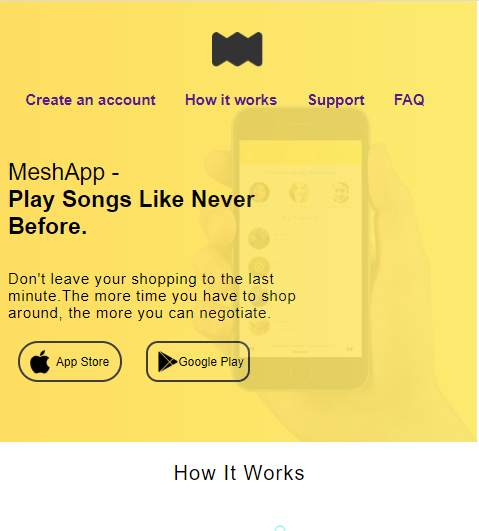 Create an account How it works Support FAQ
MeshApp -
Play Songs Like Never
Before.
Don't leave your shopping to the last
minute.The more time you have to shop
around, the more you can negotiate.
App Store Google Play
How It Works